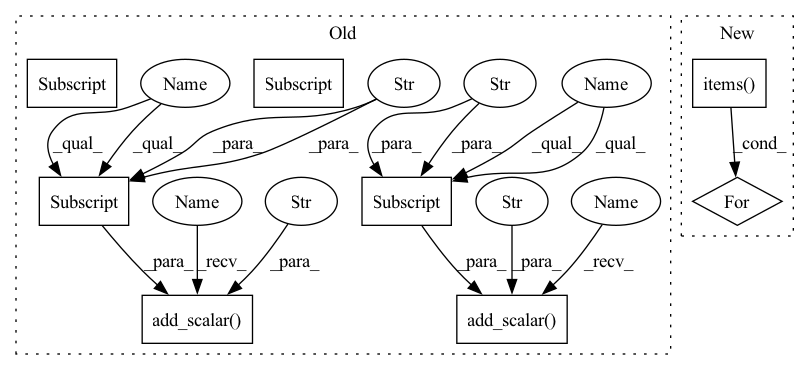 Old
New
Subscript
Name
Subscript
Str
Str
Name
items()
_qual_
_qual_
_para_
_para_
_para_
_para_
_qual_
_qual_
_cond_
Subscript
Name
Str
Subscript
Str
Name
For
_para_
_recv_
_para_
_para_
_para_
_recv_
add_scalar()
add_scalar()